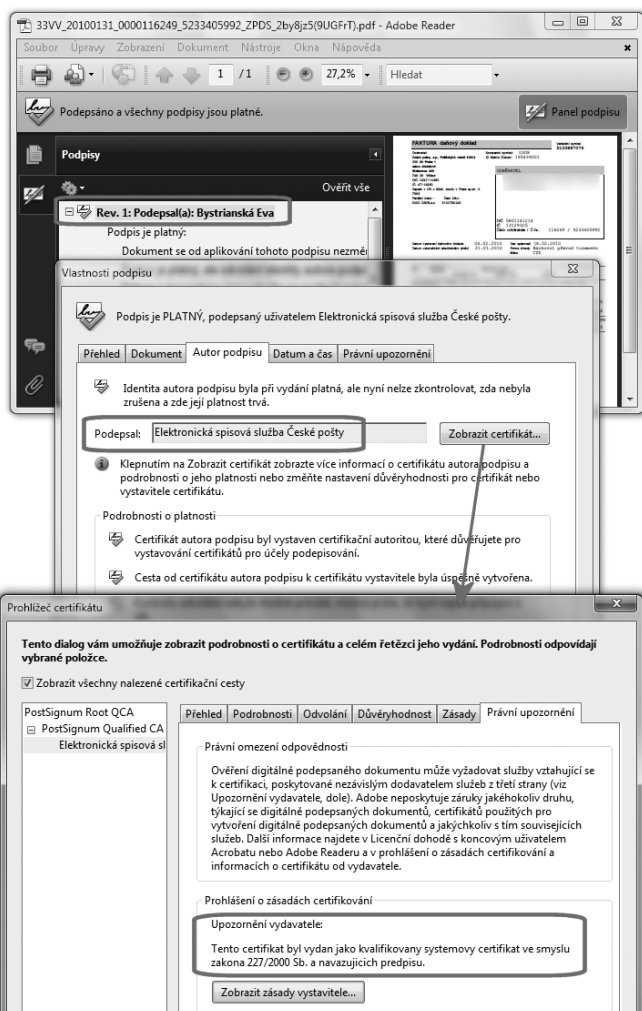 33VV_20100131_0000116249_5233405992_ZPDS_2by8jz5(9UGFrT).pdf - Adobe Reader
Soubor Úpravy Zobrazení Dokument Nástroje Okna Nápověda
1 /1 27,2% Hledat
Podepsáno a všechny podpisy jsou platné.
Panel podpisu
Podpisy
Ověřit vše
Rev. 1: Podepsal(a): Bystrianská Eva
Podpis je platný:
Dokument se od aplikování tohoto podpisu nezměi
FAKTURA daňový doklad
Vlastnosti podpisu
Podpis je PLATNÝ, podepsaný uživatelem Elektronická spisová služba České pošty.
Přehled Dokument Autor podpisu Datum a čas Právní upozornění
Identita autora podpisu byla při vydání platná, ale nyní nelze zkontrolovat, zda nebyla
zrušena a zde její platnost trvá.
Podepsal: Elektronická spisová služba České pošty
Zobrazit certifikát...
Klepnutím na Zobrazit certifikát zobrazte více informací o certifikátu autora podpisu a
podrobnosti o jeho platnosti nebo změňte nastavení důvěryhodnosti pro certifikát nebo
vystavitele certifikátu.
Podrobnosti o platnosti
Certifikát autora podpisu byl vystaven certifikační autoritou, které důvěřujete pro
vystavování certifikátů pro účely podepisování.
Cesta od certifikátu autora podpisu k certifikátu vystavitele byla úspěšně vytvořena.
Prohlížeč certifikátu
Tento dialog vám umožňuje zobrazit podrobnosti o certifikátu a celém řetězci jeho vydání. Podrobnosti odpovídají
vybrané položce.
Zobrazit všechny nalezené certifikační cesty
PostSignum Root QCA
PostSignum Qualified CA
Elektronická spisová sl
Přehled Podrobnosti Odvolání Důvěryhodnost Zásady Právní upozornění
Právní omezení odpovědnosti
Ověření digitálně podepsaného dokumentu může vyžadovat služby vztahující se
k certifikaci, poskytované nezávislým dodavatelem služeb z třetí strany (viz
Upozornění vydavatele, dole). Adobe neposkytuje záruky jakéhokoliv druhu,
týkající se digitálně podepsaných dokumentů, certifikátů použitých pro
vytvoření digitálně podepsaných dokumentů a jakýchkoliv s tím souvisejících
služeb. Další informace najdete v Licenční dohodě s koncovým uživatelem
Acrobatu nebo Adobe Readeru a v prohlášení o zásadách certifikování a
informacích o certifikátu od vydavatele.
Prohlášení o zásadách certifikování
Upozornění vydavatele:
Tento certifikat byl vydan jako kvalifikovany systemovy certifikat ve smyslu
zakona 227/2000 Sb. a navazujicich predpisu.
Zobrazit zásady vystavitele...